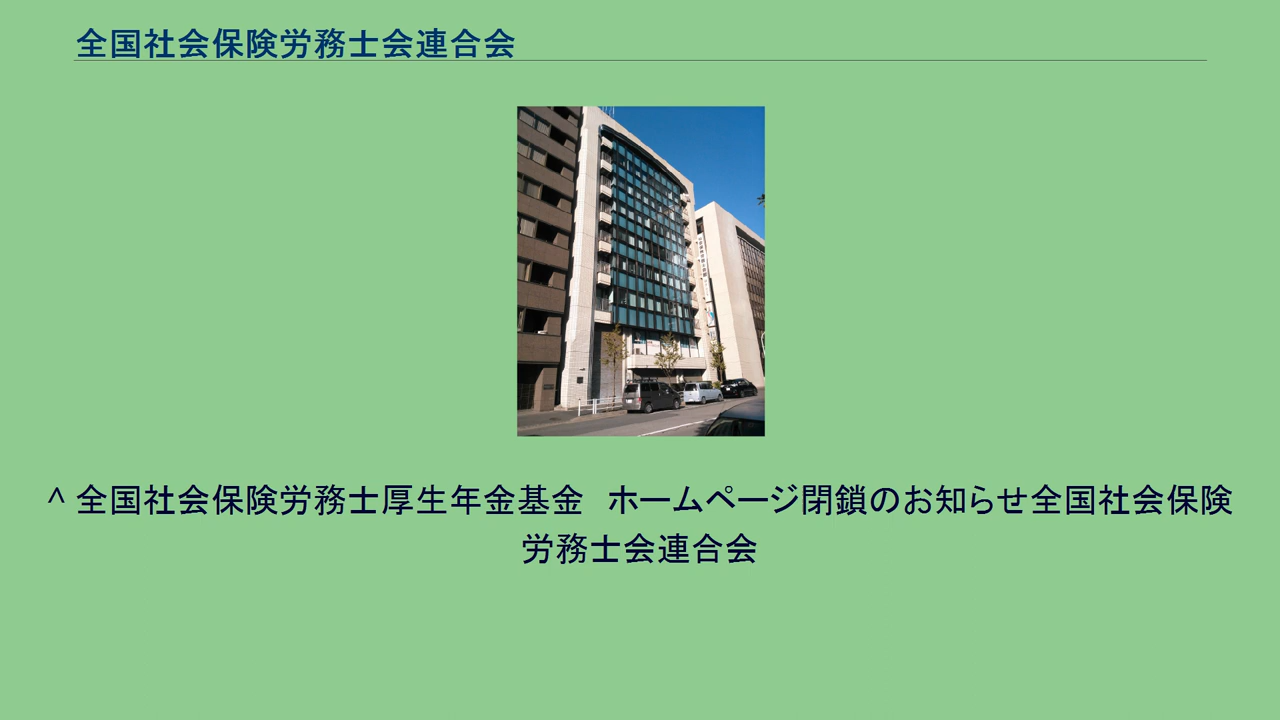 全国社会保険労務士会連合会
^ 全国社会保険労務士厚生年金基金　ホームページ閉鎖のお知らせ全国社会保険
労務士会連合会